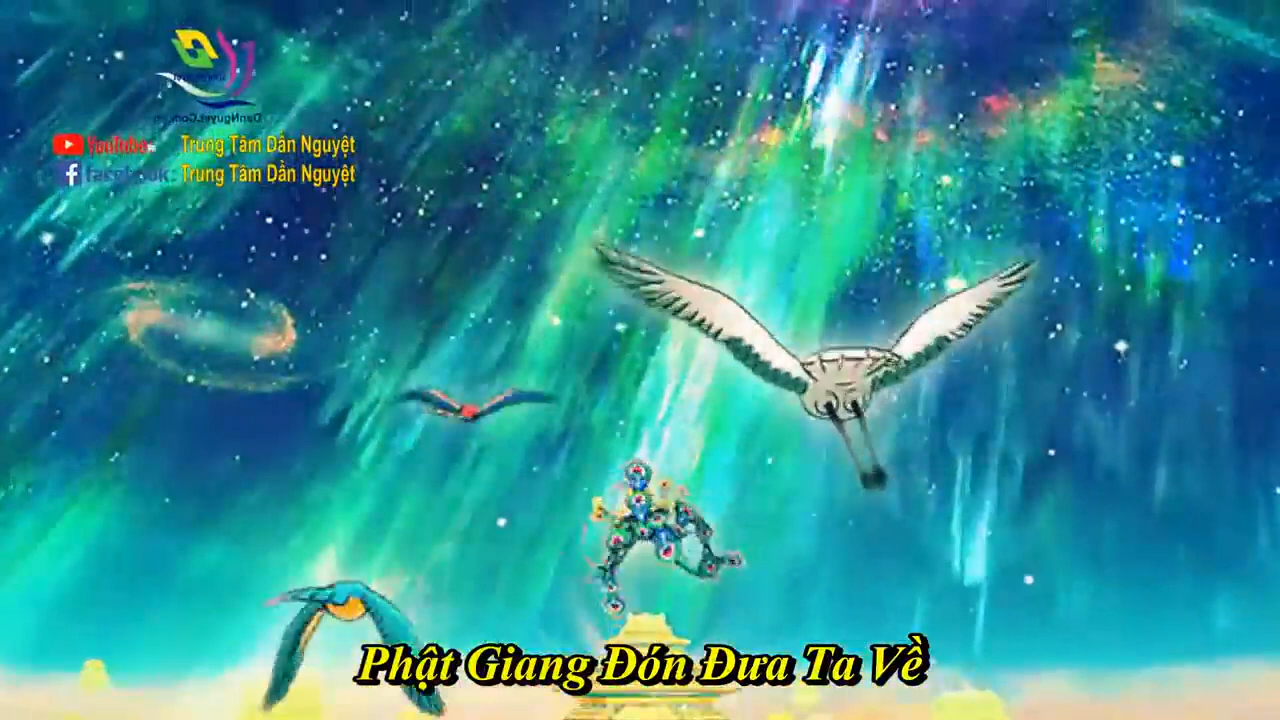 YouTube: Trung Tâm Dẫn Nguyệt
facebook: Trung Tâm Dẫn Nguyệt
Phật Giang Đón Đưa Ta Về